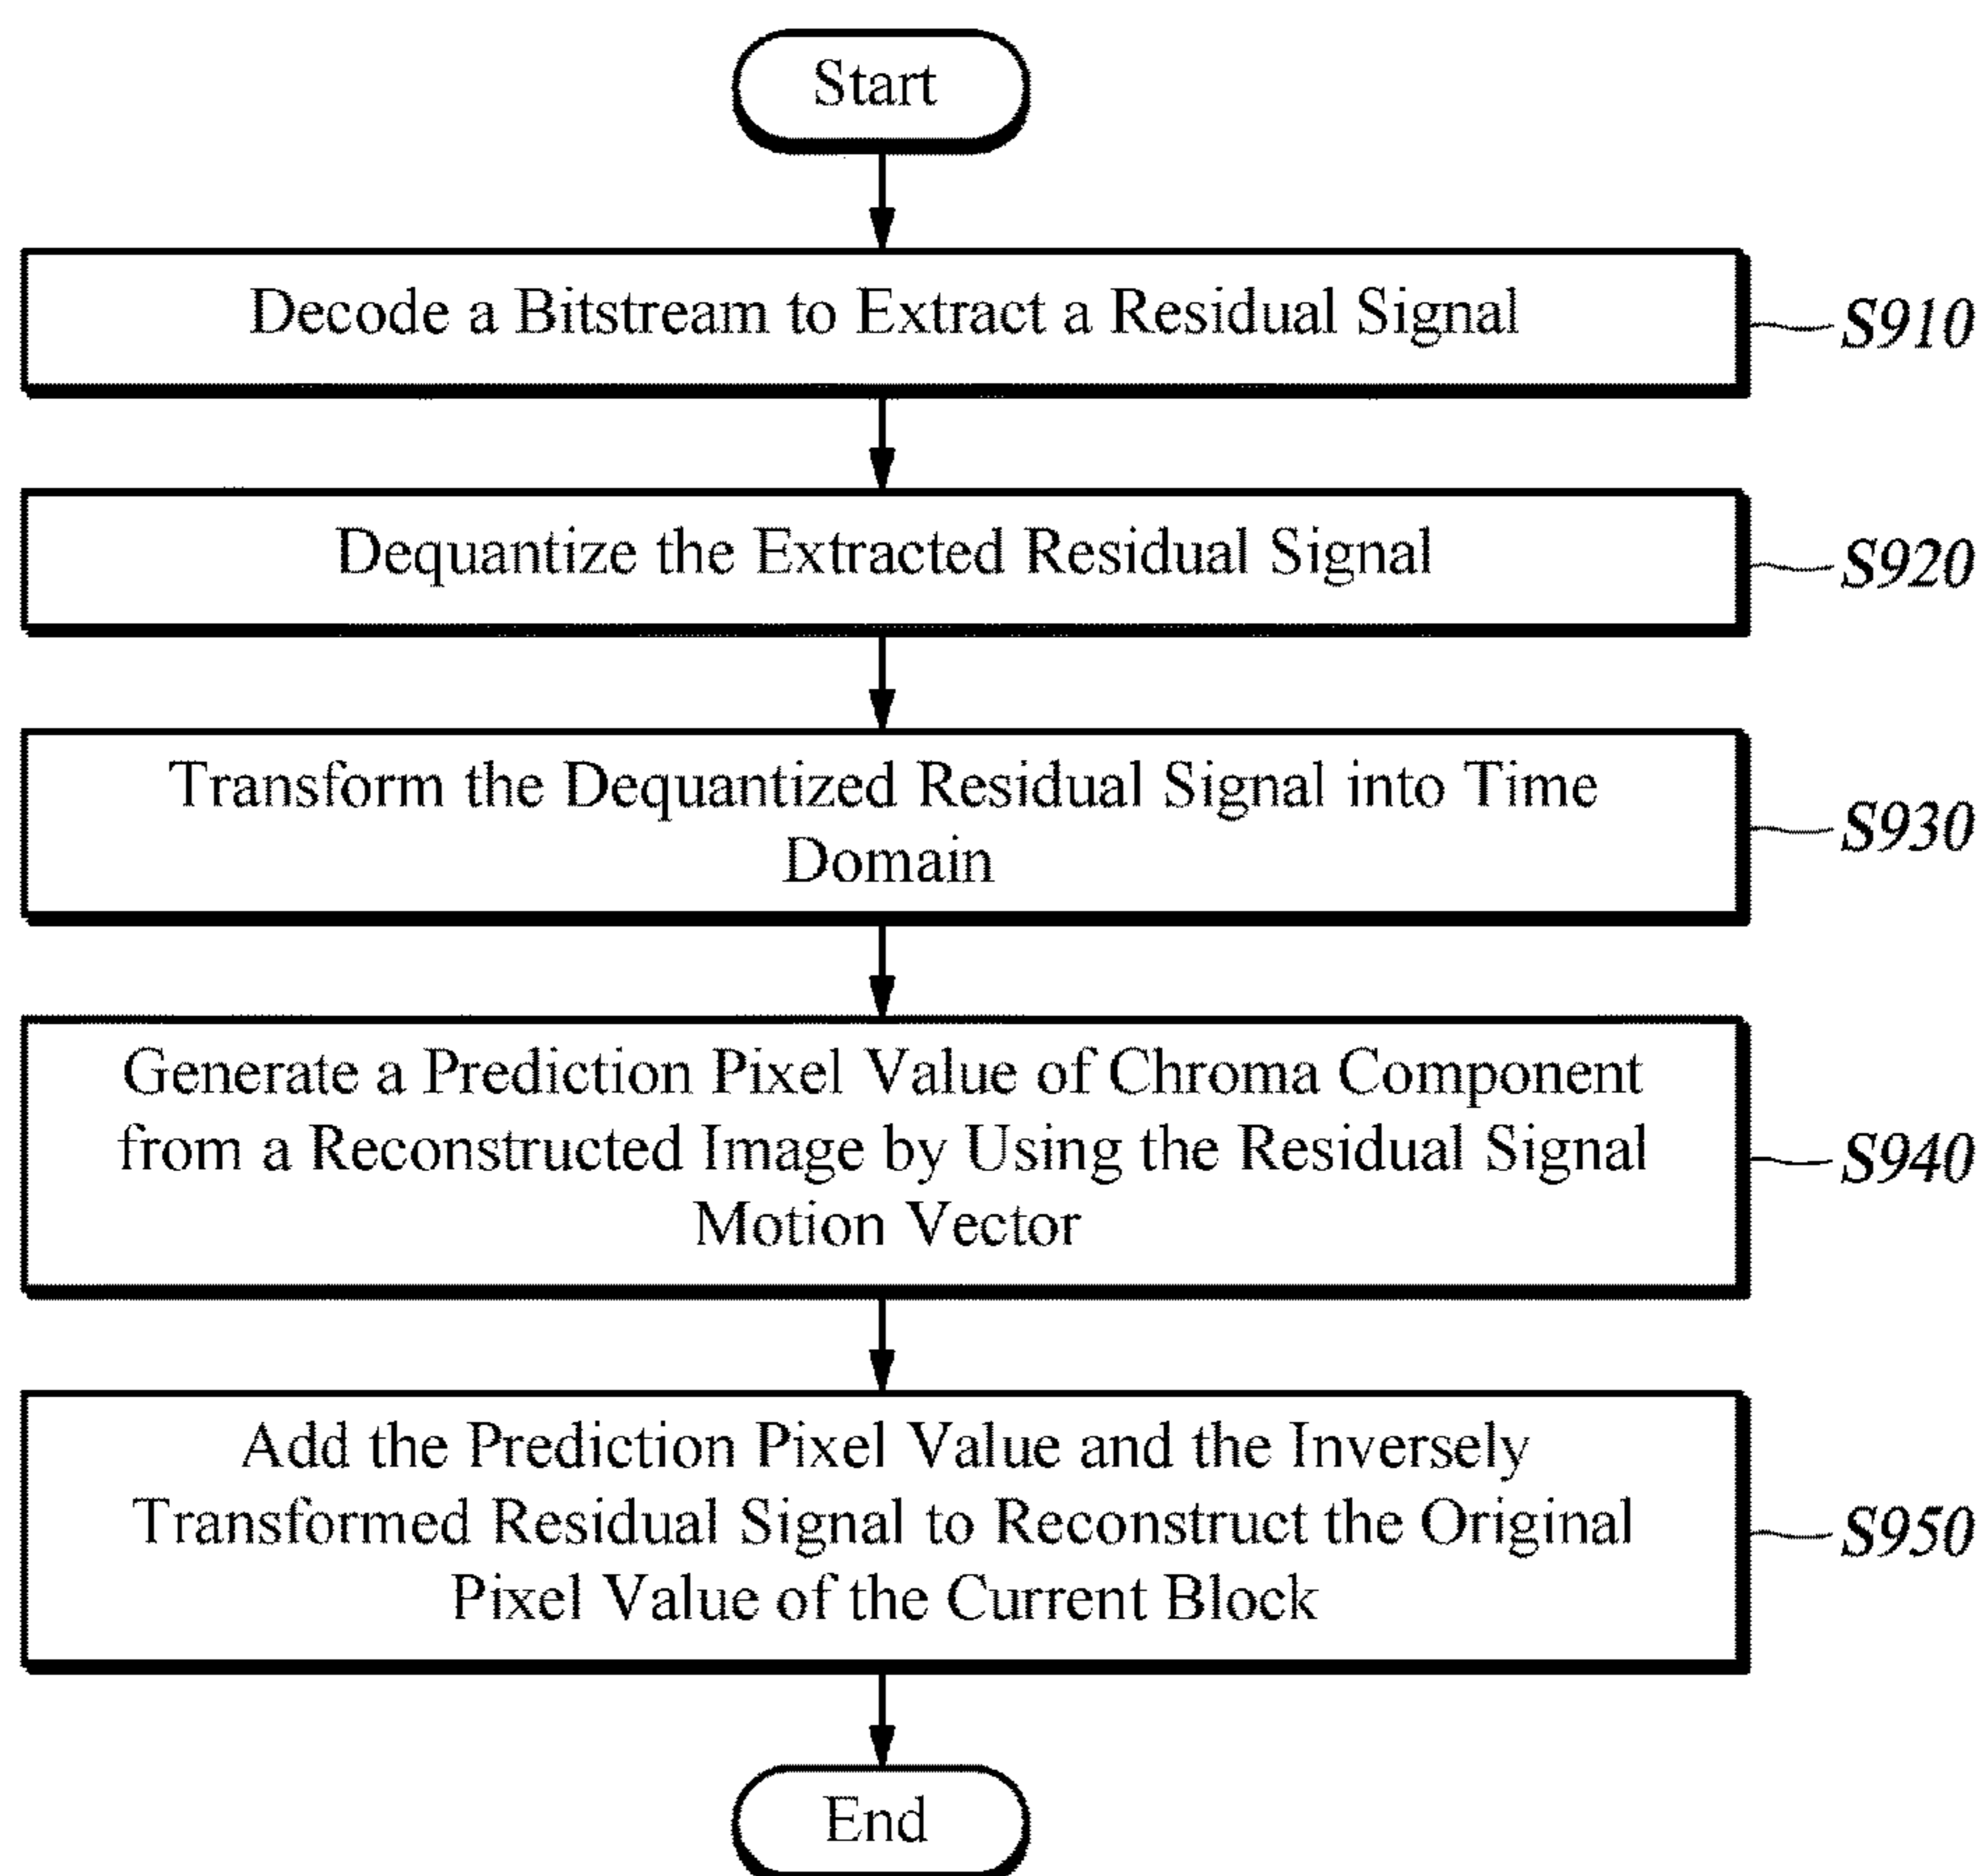 Start
Decode a Bitstream to Extract a Residual Signal
S910
Dequantize the Extracted Residual Signal
S920
Transform the Dequantized Residual Signal into Time
Domain
S930
Generate a Prediction Pixel Value of Chroma Component
from a Reconstructed Image by Using the Residual Signal
Motion Vector
S940
Add the Prediction Pixel Value and the Inversely
Transformed Residual Signal to Reconstruct the Original
Pixel Value of the Current Block
S950
End